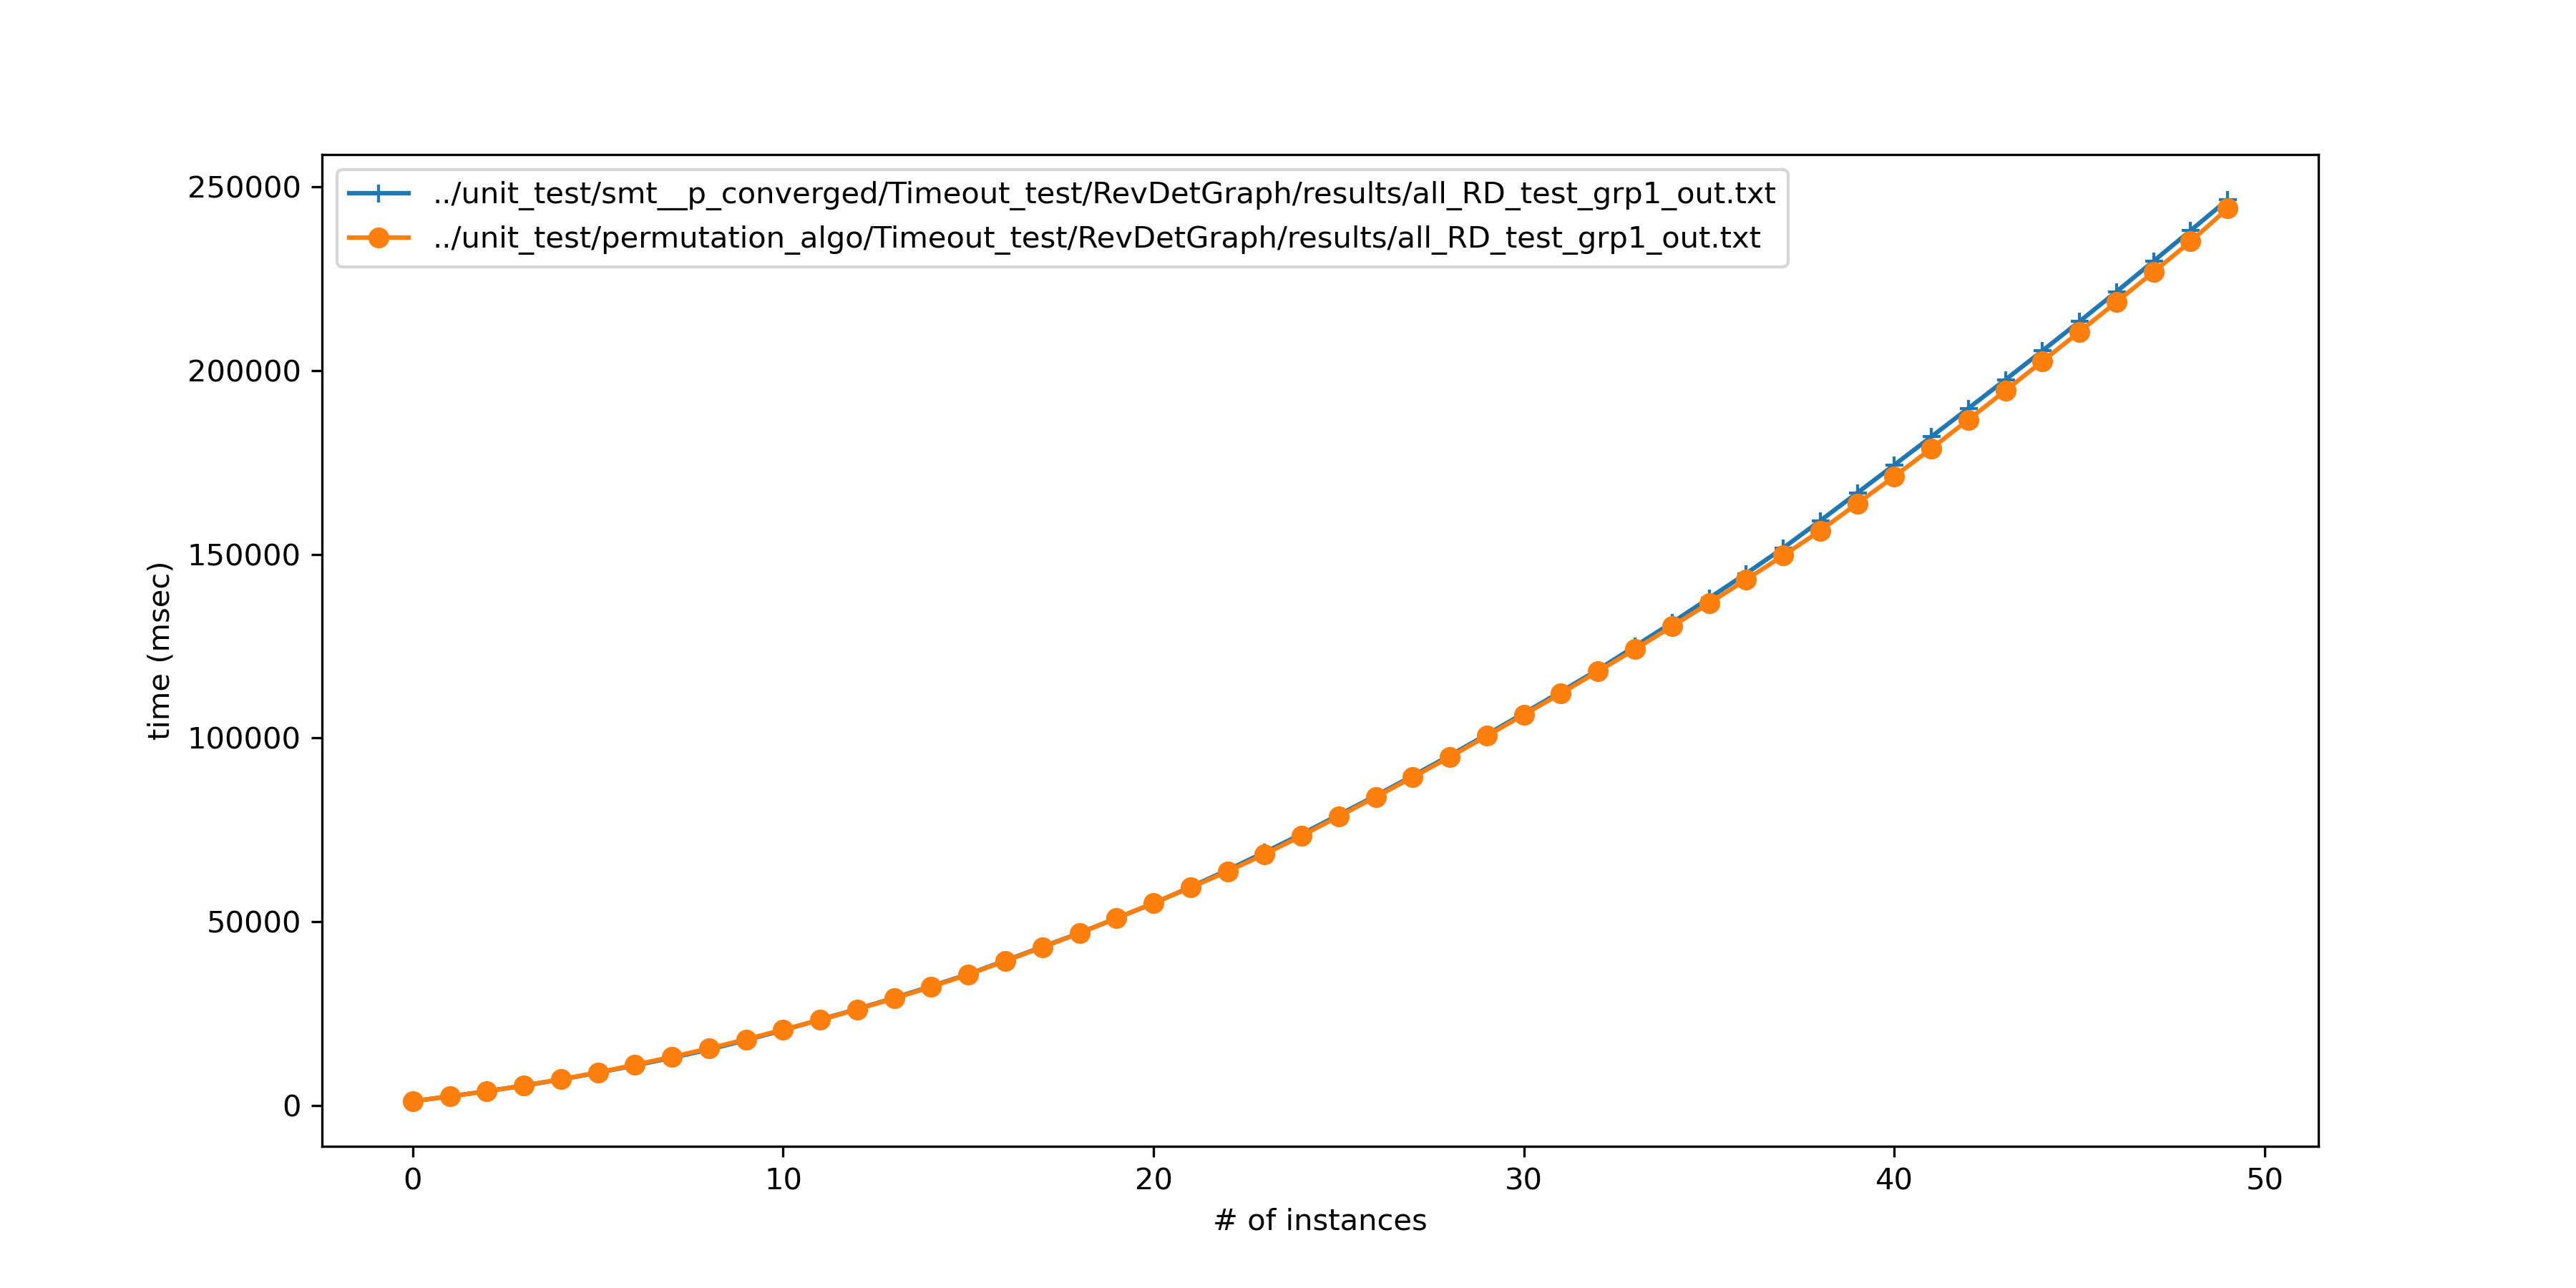 ../unit_test/smt__p_converged/Timeout_test/RevDetGraph/results/all_RD_test_grp1_out.txt
../unit_test/permutation_algo/Timeout_test/RevDetGraph/results/all_RD_test_grp1_out.txt
250000
200000
150000
100000
50000
0
time (msec)
0 10 20 30 40 50
# of instances